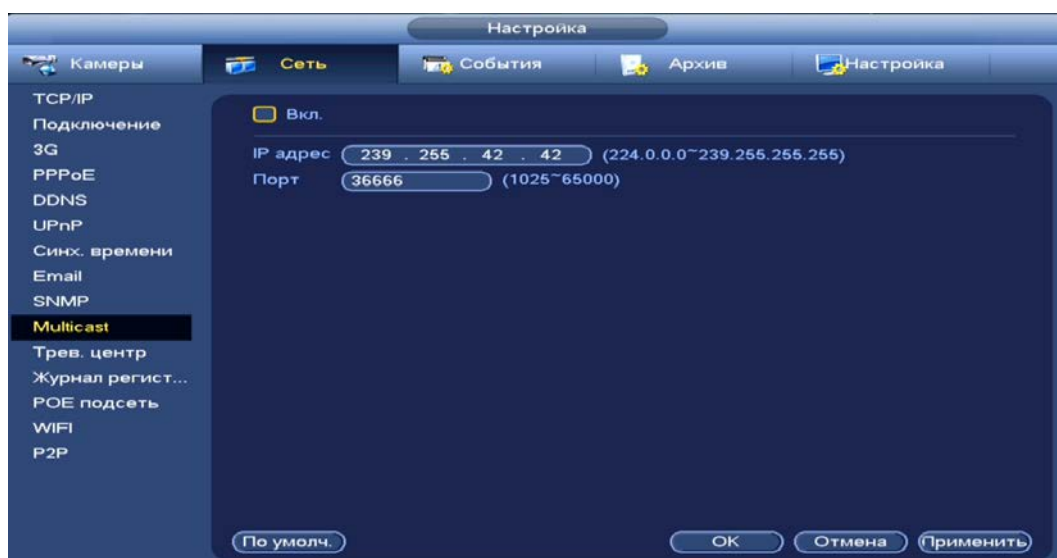 Настройка
Камеры Сеть События Архив Настройка
TCP/IP
Подключение
3G
PPPoE
DDNS
UPnP
Синх. времени
Email
SNMP
Multicast
Трев. центр
Журнал регист...
POE подсеть
WIFI
P2P
Вкл.
IP адрес 239 . 255 . 42 . 42 (224.0.0.0~239.255.255.255)
Порт 36666 (1025~65000)
По умолч. OK Отмена Применить